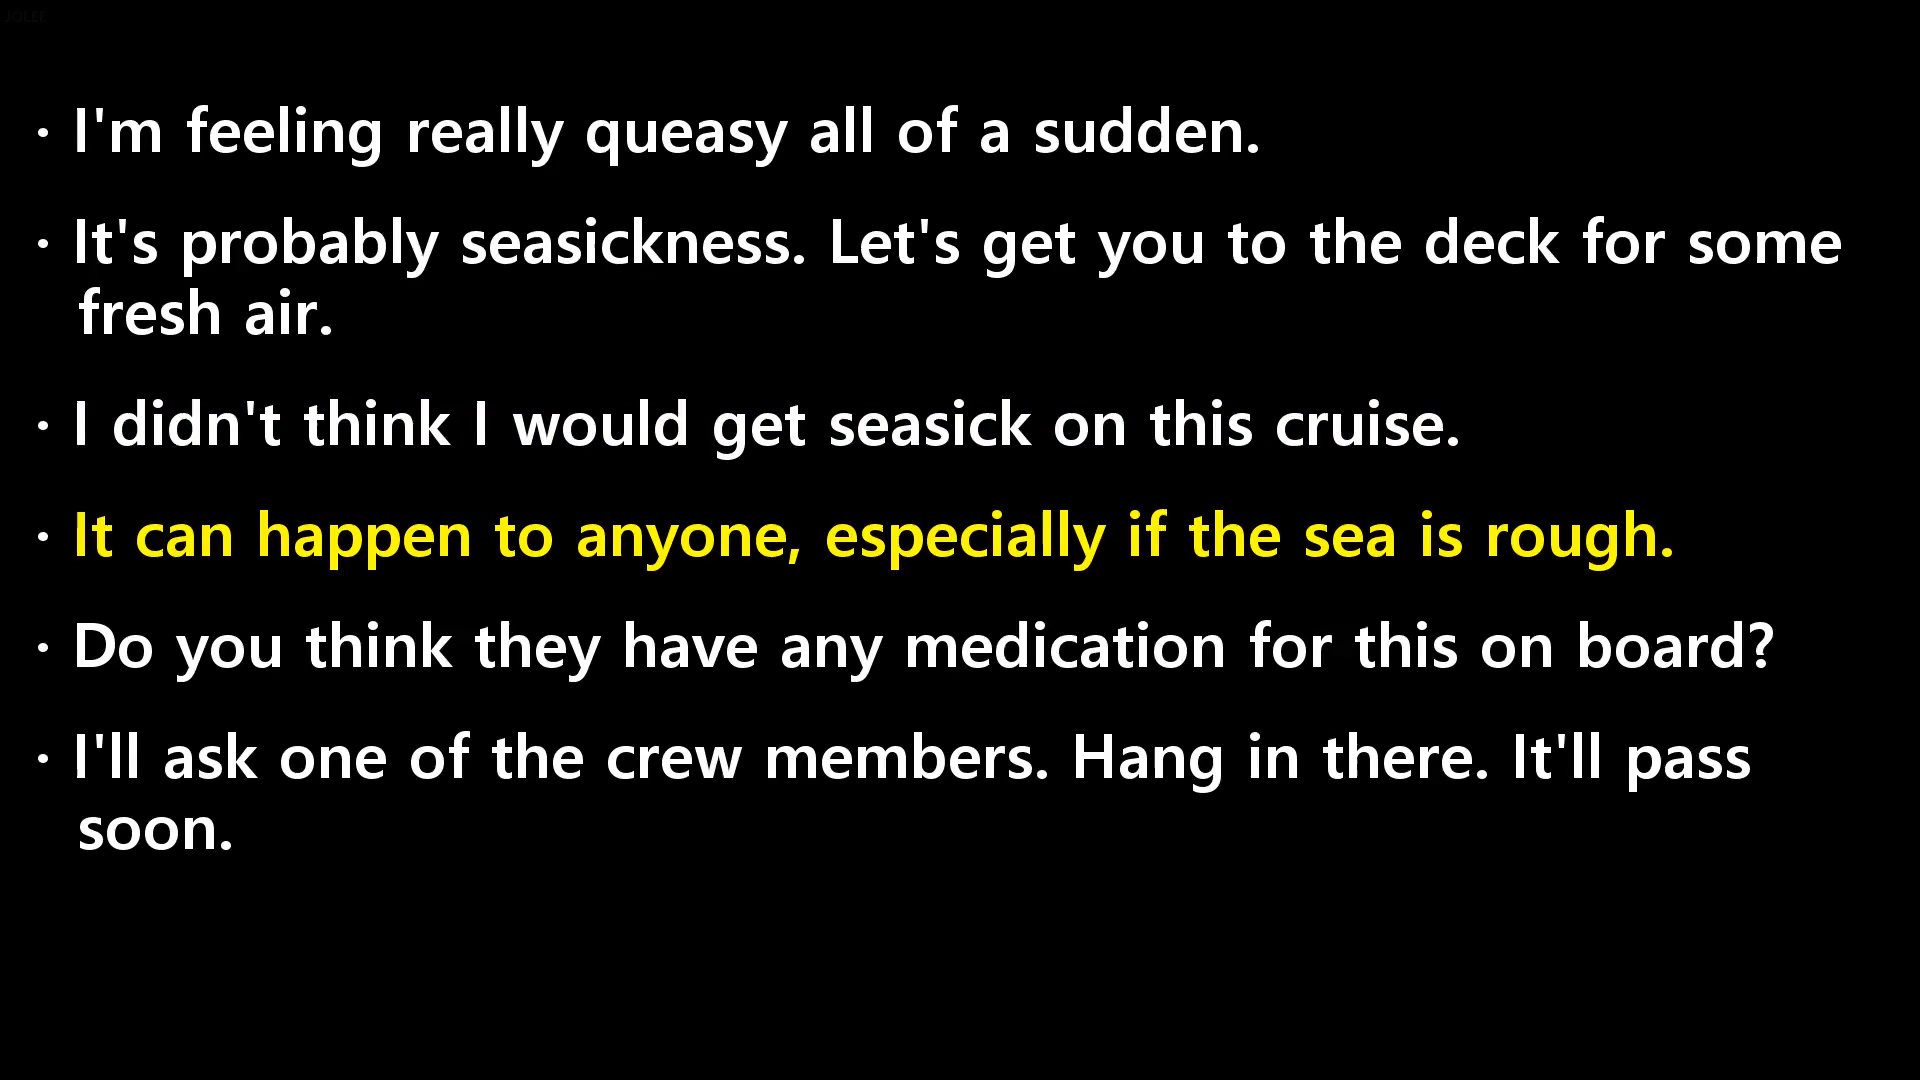 JOLEE
· I'm feeling really queasy all of a sudden.
· It's probably seasickness. Let's get you to the deck for some
fresh air.
· I didn't think I would get seasick on this cruise.
· It can happen to anyone, especially if the sea is rough.
· Do you think they have any medication for this on board?
· I'll ask one of the crew members. Hang in there. It'll pass
soon.